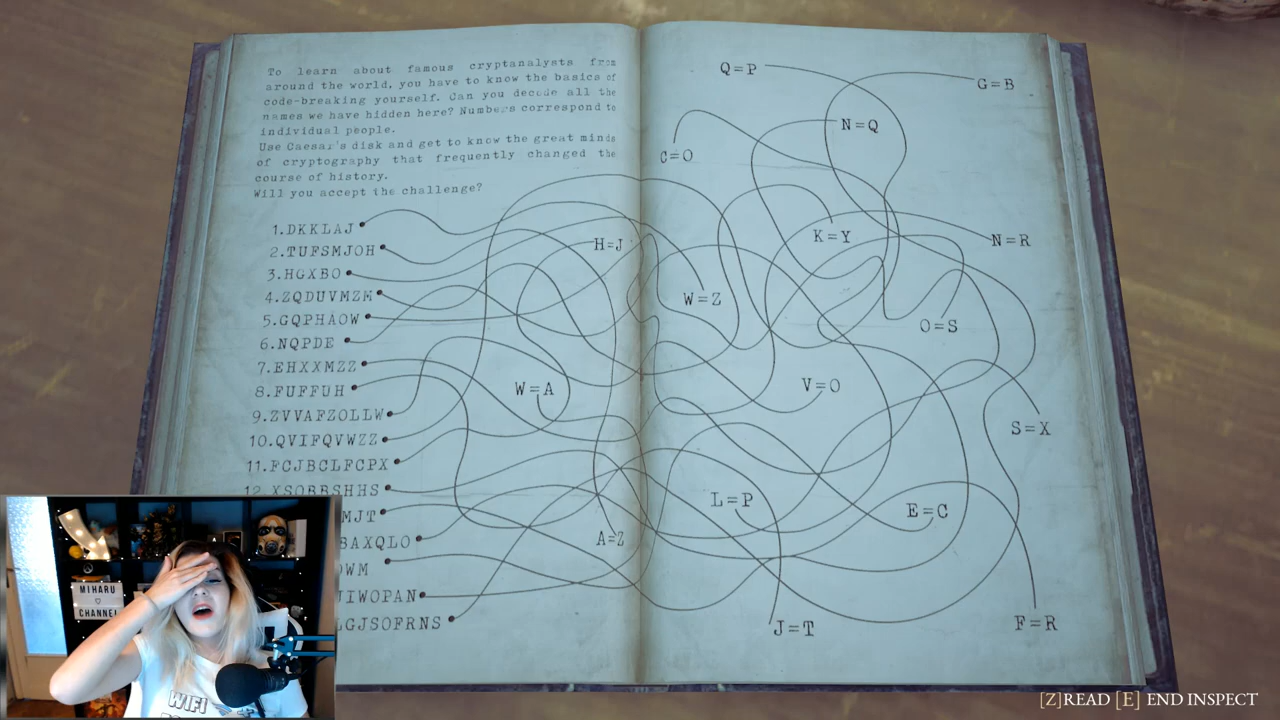 To learn about famous cryptanalysts from
around the world, you have to know the basics of
code-breaking yourself. Can you decode all the
names we have hidden here? Numbers correspond to
individual people.
Use Caesar's disk and get to know the great minds
of cryptography that frequently changed the
course of history.
Will you accept the challenge?
1.DKKLAJ
2.TUFSMJOH
3.HGXBO
4.ZQDUVMZM
5.GQPHAOW
6.NQPDE
7.EHXXMZZ
8.FUFFUH
9.ZVVAFZOLLW
10.QVIFQVWZZ
11.FCJBCLFCPX
12.XSOBBSHHS
MJT
BAXQLO
WM
JIWOPAN
LGJSOFRNS
Q=P
G=B
N=Q
C=O
K=Y
N=R
H=J
W=Z
O=S
W=A
V=O
S=X
L=P
E=C
A=Z
J=T
F=R
MIHARU
♡
CHANNEL
WIFI
[Z]READ [E] END INSPECT